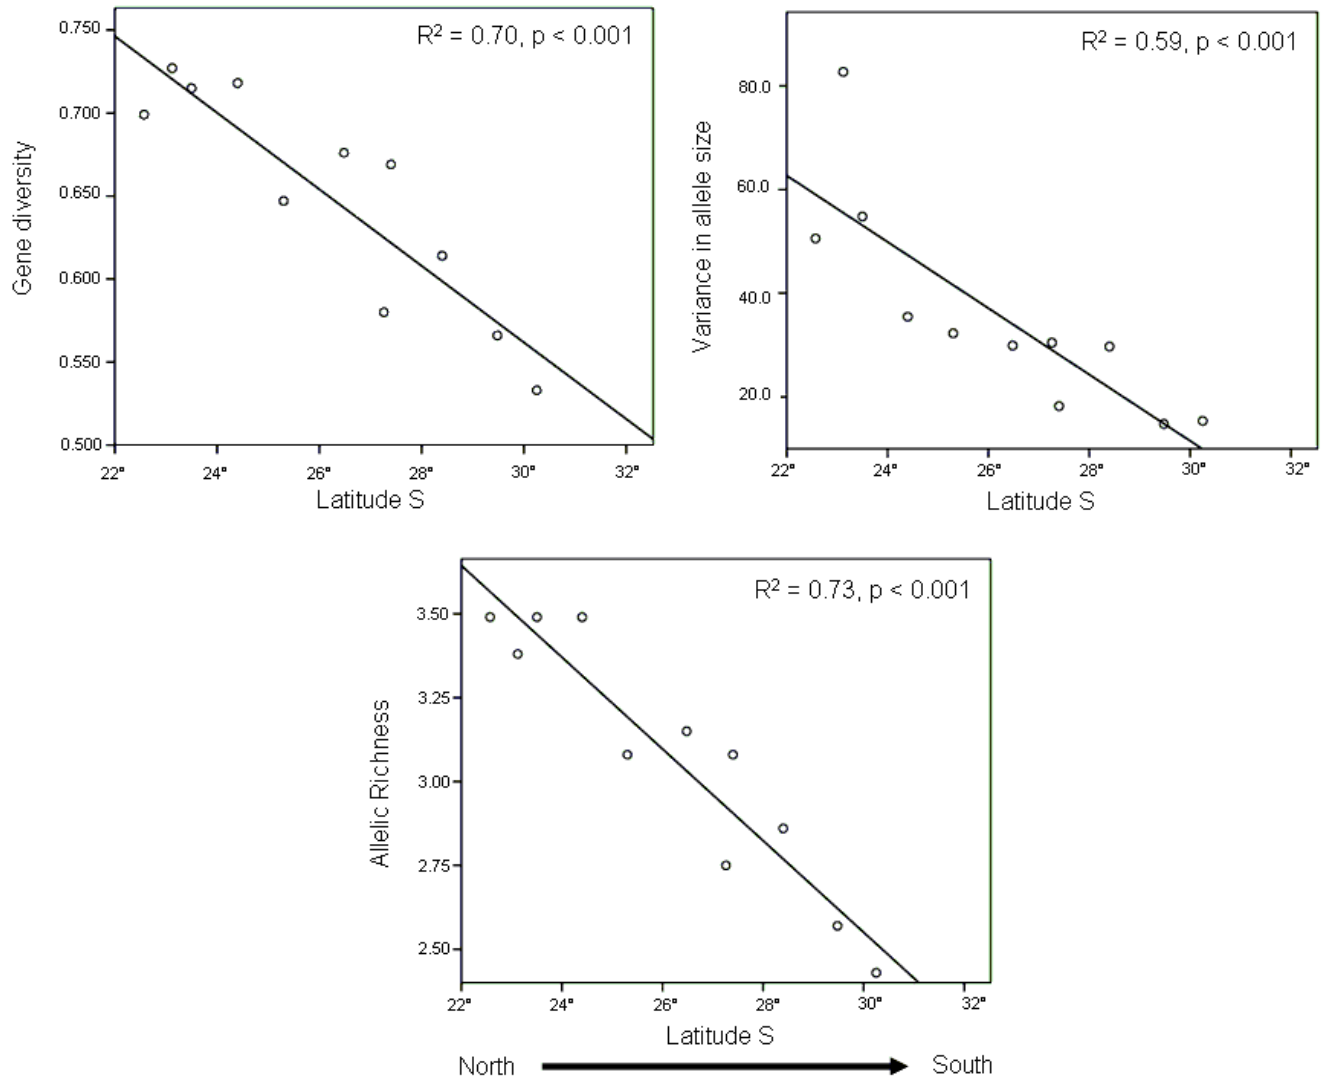 R² = 0.70, p < 0.001
Gene diversity
0.750
0.700
0.650
0.600
0.550
0.500
22° 24° 26° 28° 30° 32°
Latitude S
R² = 0.59, p < 0.001
Variance in allele size
80.0
60.0
40.0
20.0
22° 24° 26° 28° 30° 32°
Latitude S
R² = 0.73, p < 0.001
Allelic Richness
3.50
3.25
3.00
2.75
2.50
22° 24° 26° 28° 30° 32°
Latitude S
North South